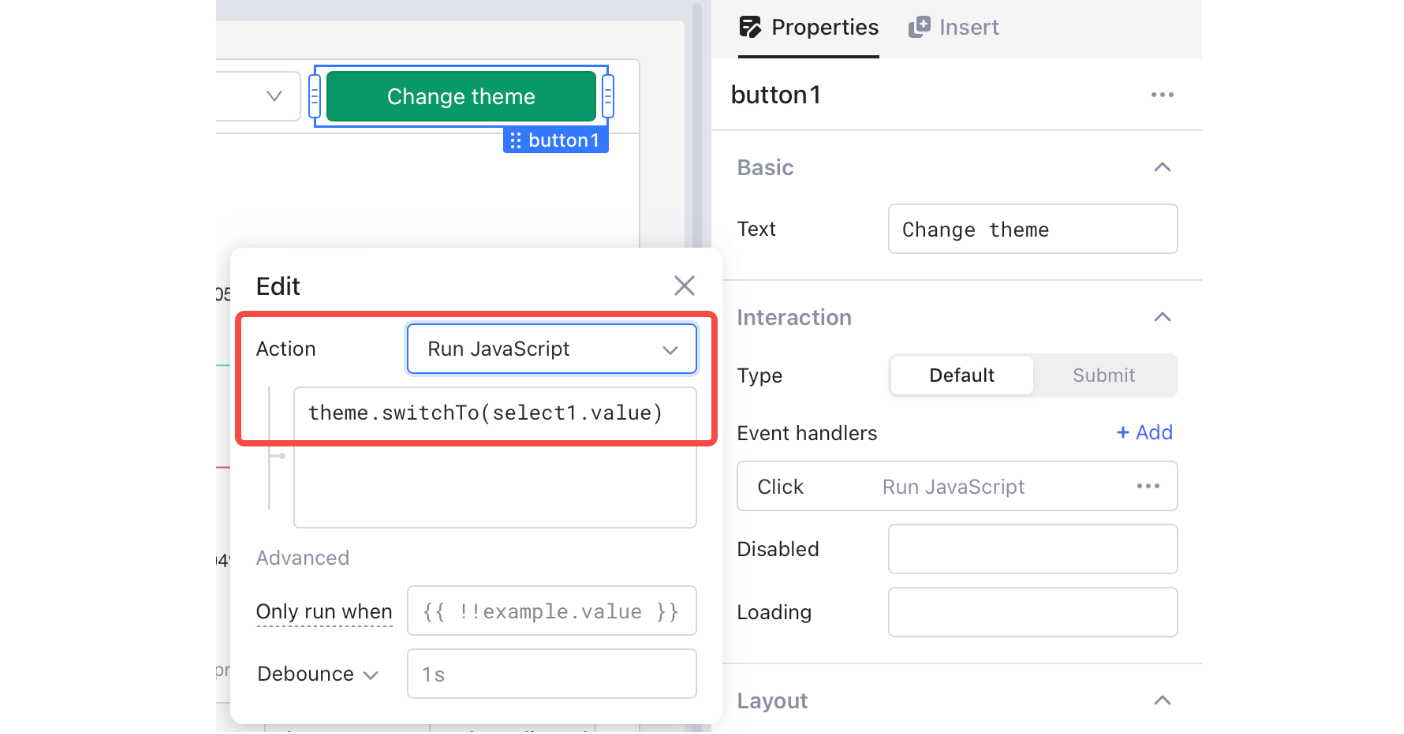 Properties
Insert
Change theme
button1
button1
Basic
Text
Change theme
Edit
Action
Run JavaScript
theme.switchTo(select1.value)
Advanced
Only run when
{{ !!example.value }}
Debounce
1s
Interaction
Type
Default
Submit
Event handlers
+ Add
Click
Run JavaScript
Disabled
Loading
Layout